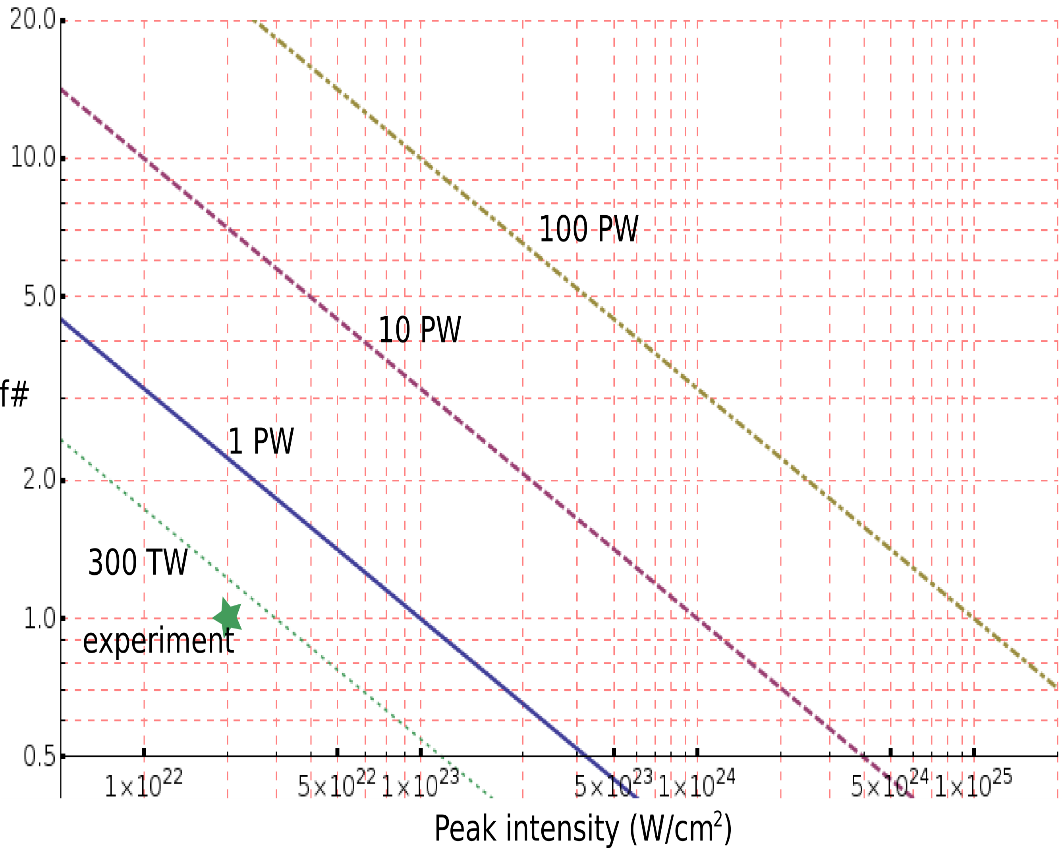 20.0
10.0
100 PW
5.0
10 PW
f#
1 PW
2.0
300 TW
1.0
experiment
0.5
1×10²² 5×10²² 1×10²³ 5×10²³ 1×10²⁴ 5×10²⁴ 1×10²⁵
Peak intensity (W/cm²)